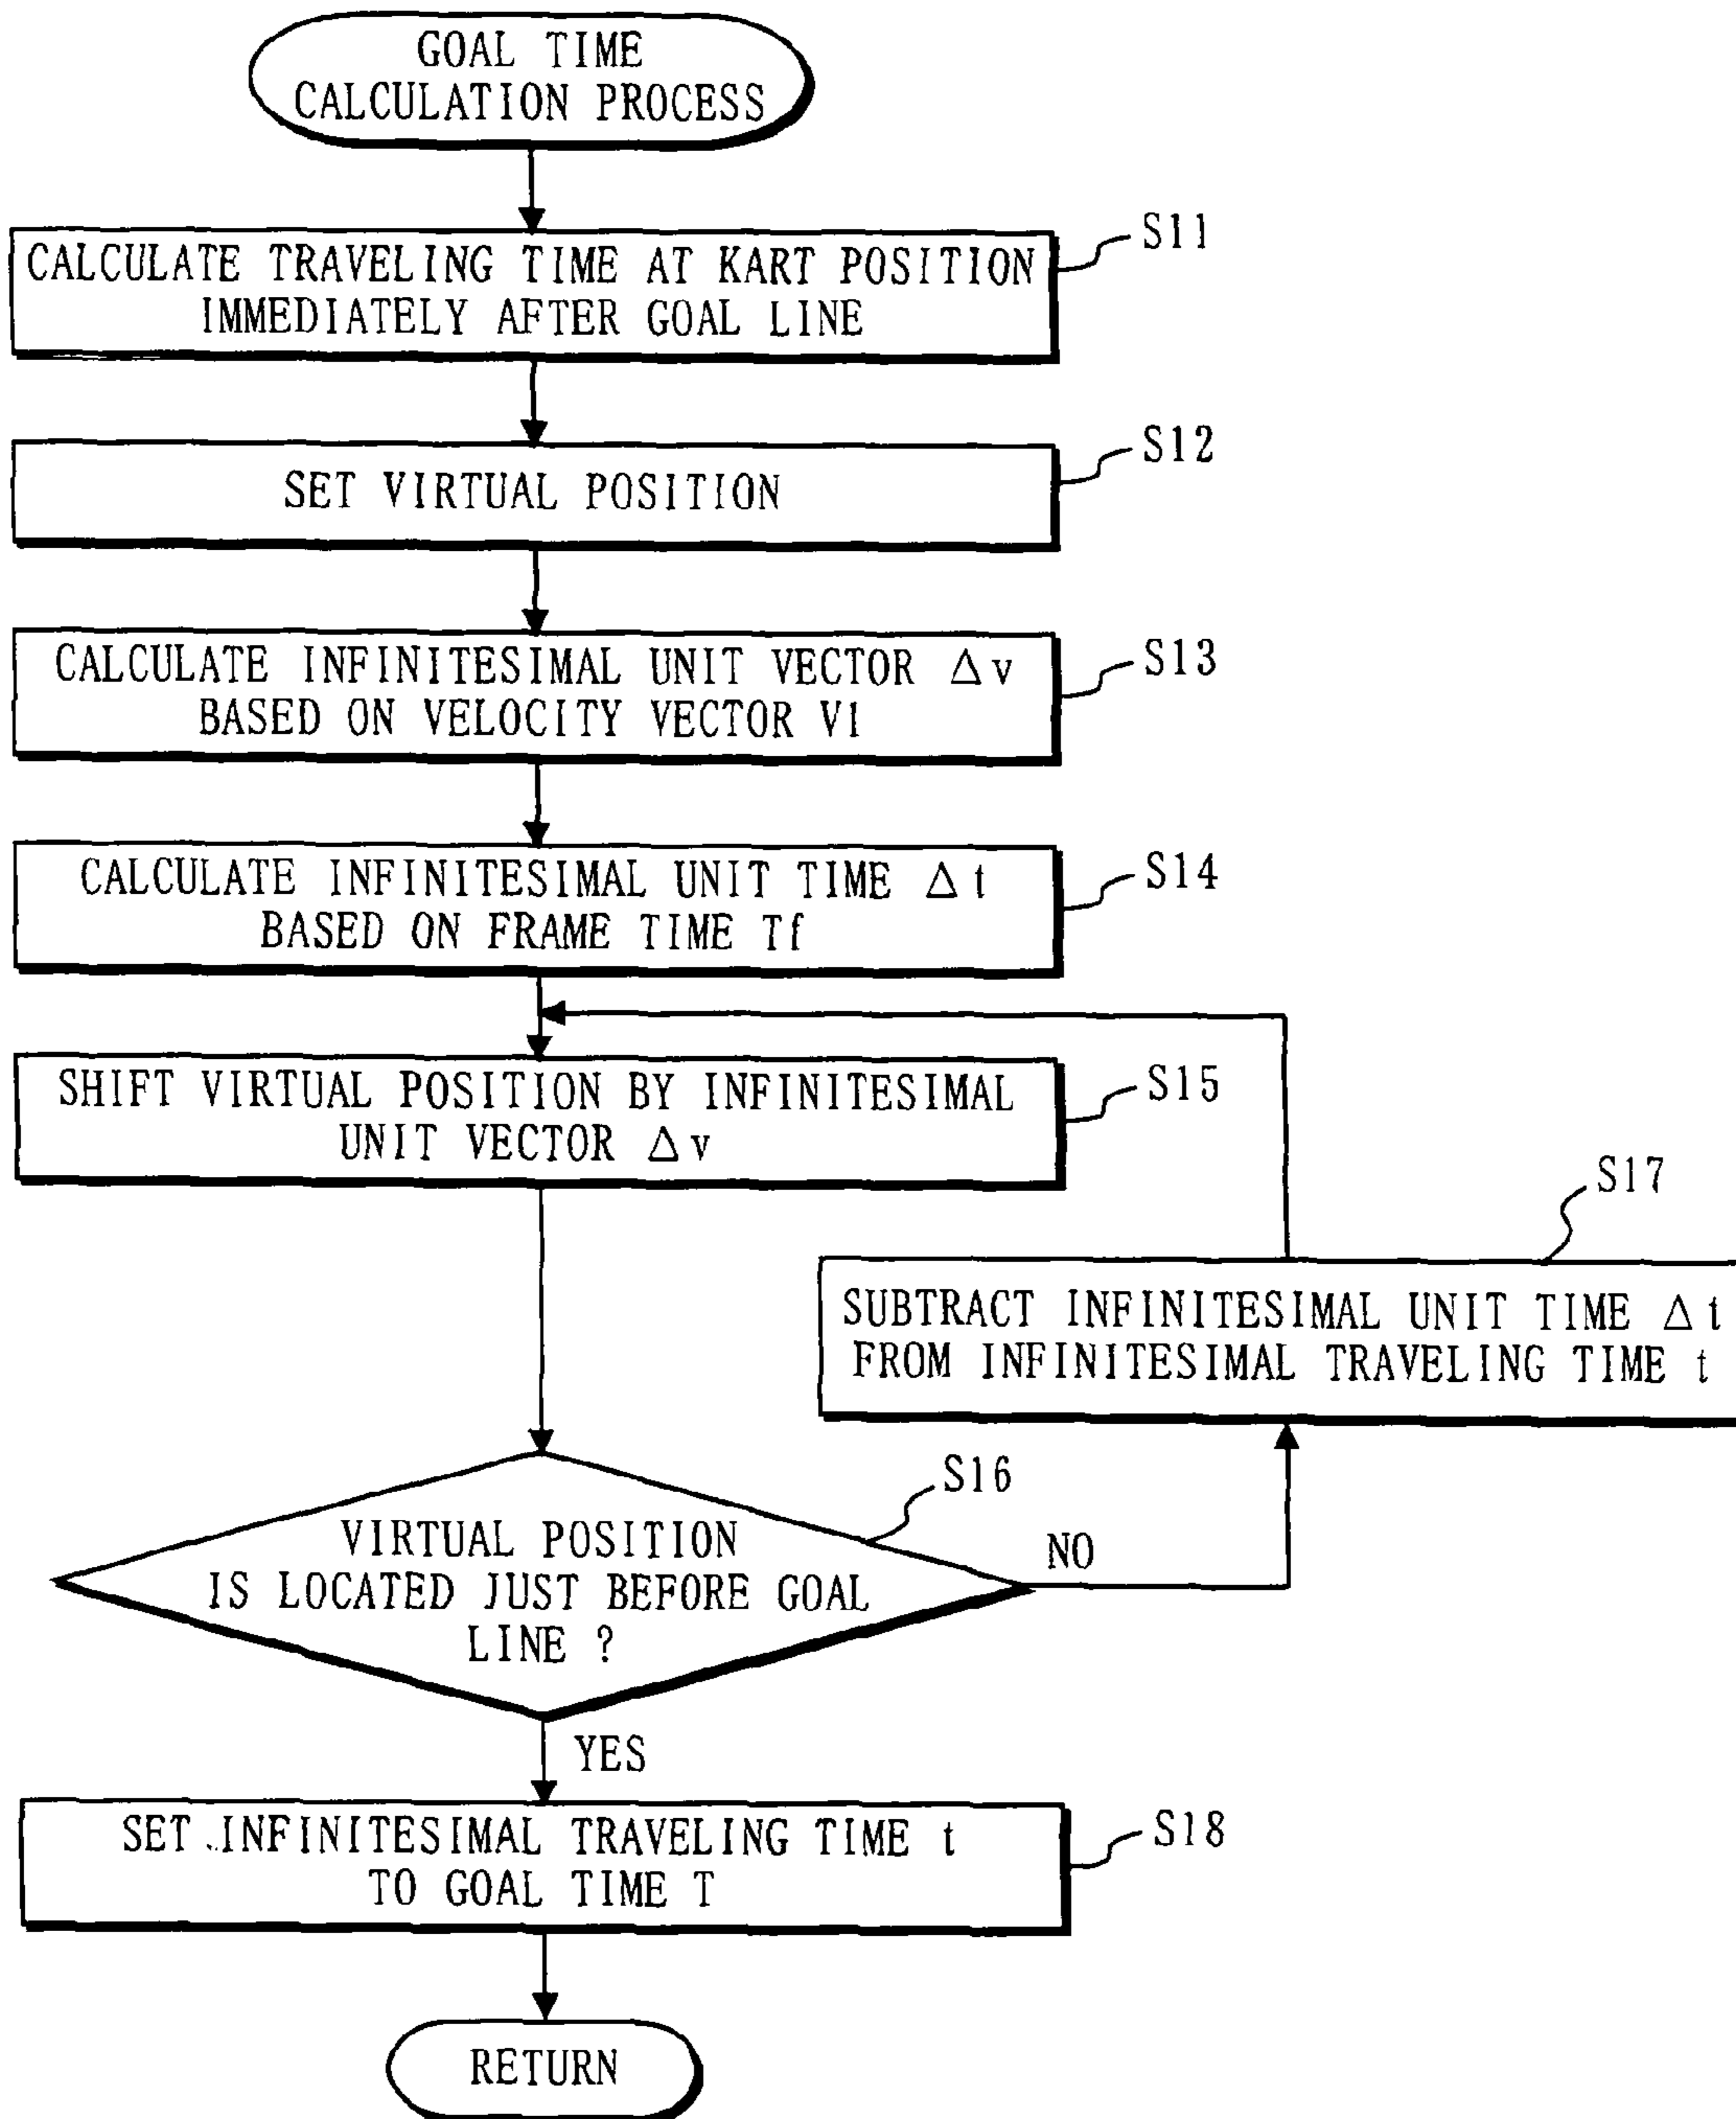 GOAL TIME
CALCULATION PROCESS
S11
CALCULATE TRAVELING TIME AT KART POSITION
IMMEDIATELY AFTER GOAL LINE
S12
SET VIRTUAL POSITION
S13
CALCULATE INFINITESIMAL UNIT VECTOR Δv
BASED ON VELOCITY VECTOR V1
S14
CALCULATE INFINITESIMAL UNIT TIME Δt
BASED ON FRAME TIME Tf
S15
SHIFT VIRTUAL POSITION BY INFINITESIMAL
UNIT VECTOR Δv
S17
SUBTRACT INFINITESIMAL UNIT TIME Δt
FROM INFINITESIMAL TRAVELING TIME t
S16
VIRTUAL POSITION
IS LOCATED JUST BEFORE GOAL
LINE ?
NO
YES
S18
SET INFINITESIMAL TRAVELING TIME t
TO GOAL TIME T
RETURN